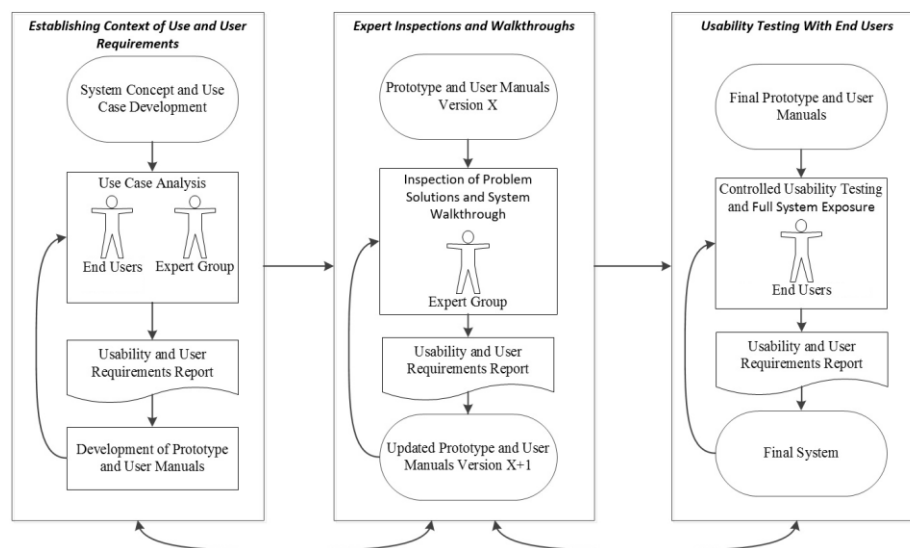 Establishing Context of Use and User
Requirements
System Concept and Use
Case Development
Use Case Analysis
End Users
Expert Group
Usability and User
Requirements Report
Development of Prototype
and User Manuals
Expert Inspections and Walkthroughs
Prototype and User Manuals
Version X
Inspection of Problem
Solutions and System
Walkthrough
Expert Group
Usability and User
Requirements Report
Updated Prototype and User
Manuals Version X+1
Usability Testing With End Users
Final Prototype and User
Manuals
Controlled Usability Testing
and Full System Exposure
End Users
Usability and User
Requirements Report
Final System